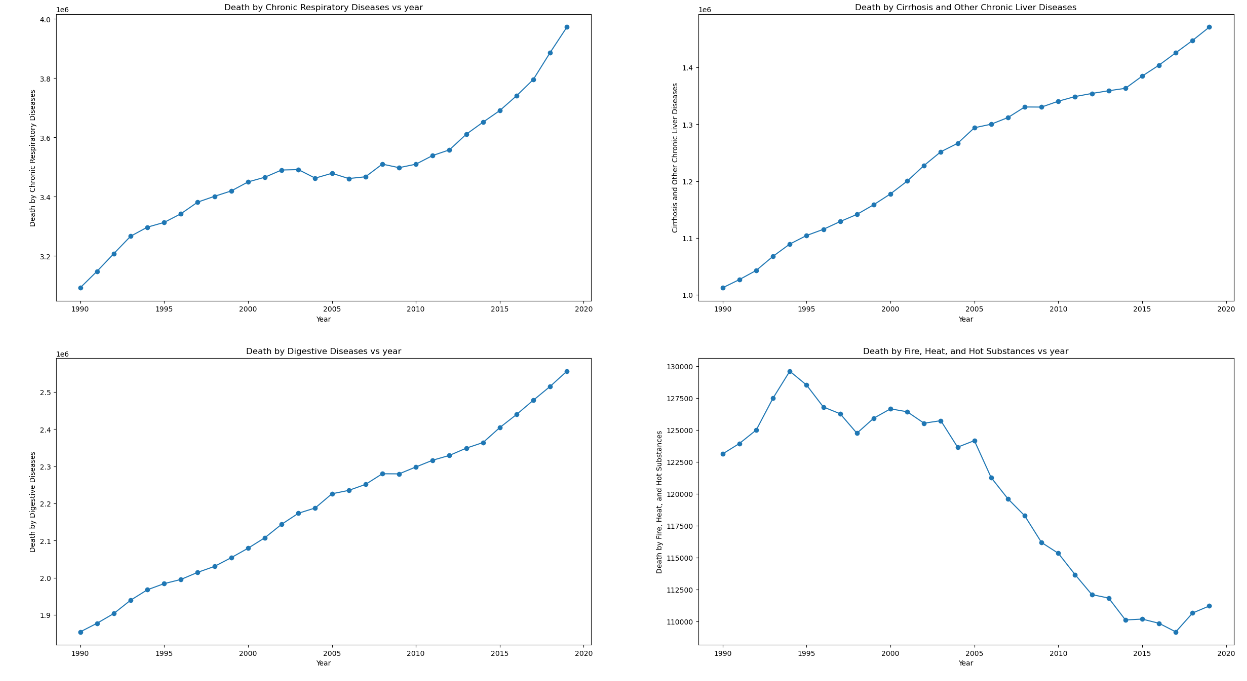 Death by Chronic Respiratory Diseases vs year
1e6
Death by Chronic Respiratory Diseases
4.0
3.8
3.6
3.4
3.2
1990 1995 2000 2005 2010 2015 2020
Year
Death by Cirrhosis and Other Chronic Liver Diseases
1e6
Cirrhosis and Other Chronic Liver Diseases
1.4
1.3
1.2
1.1
1.0
1990 1995 2000 2005 2010 2015 2020
Year
Death by Digestive Diseases vs year
1e6
Death by Digestive Diseases
2.5
2.4
2.3
2.2
2.1
2.0
1.9
1990 1995 2000 2005 2010 2015 2020
Year
Death by Fire, Heat, and Hot Substances vs year
Death by Fire, Heat, and Hot Substances
130000
127500
125000
122500
120000
117500
115000
112500
110000
1990 1995 2000 2005 2010 2015 2020
Year